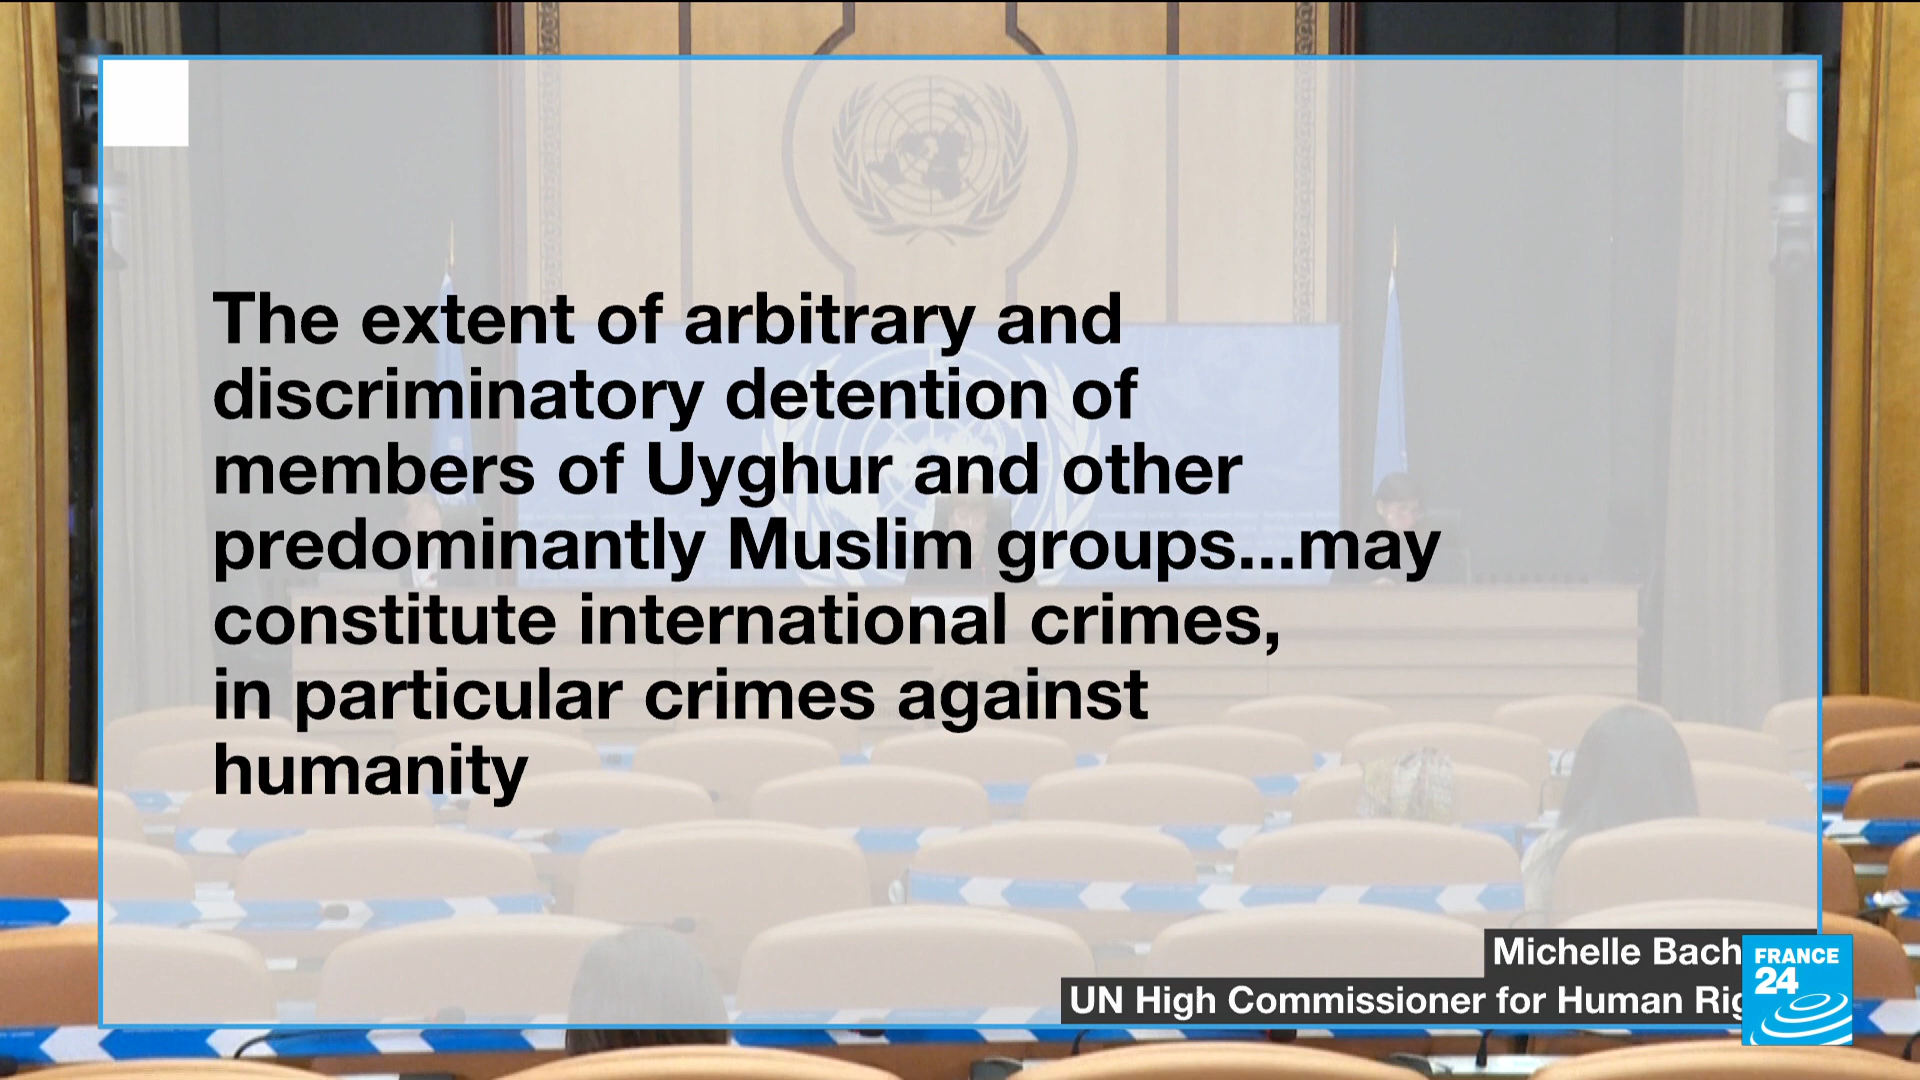 The extent of arbitrary and
discriminatory detention of
members of Uyghur and other
predominantly Muslim groups...may
constitute international crimes,
in particular crimes against
humanity
Michelle Bach
UN High Commissioner for Human Rig
FRANCE
24